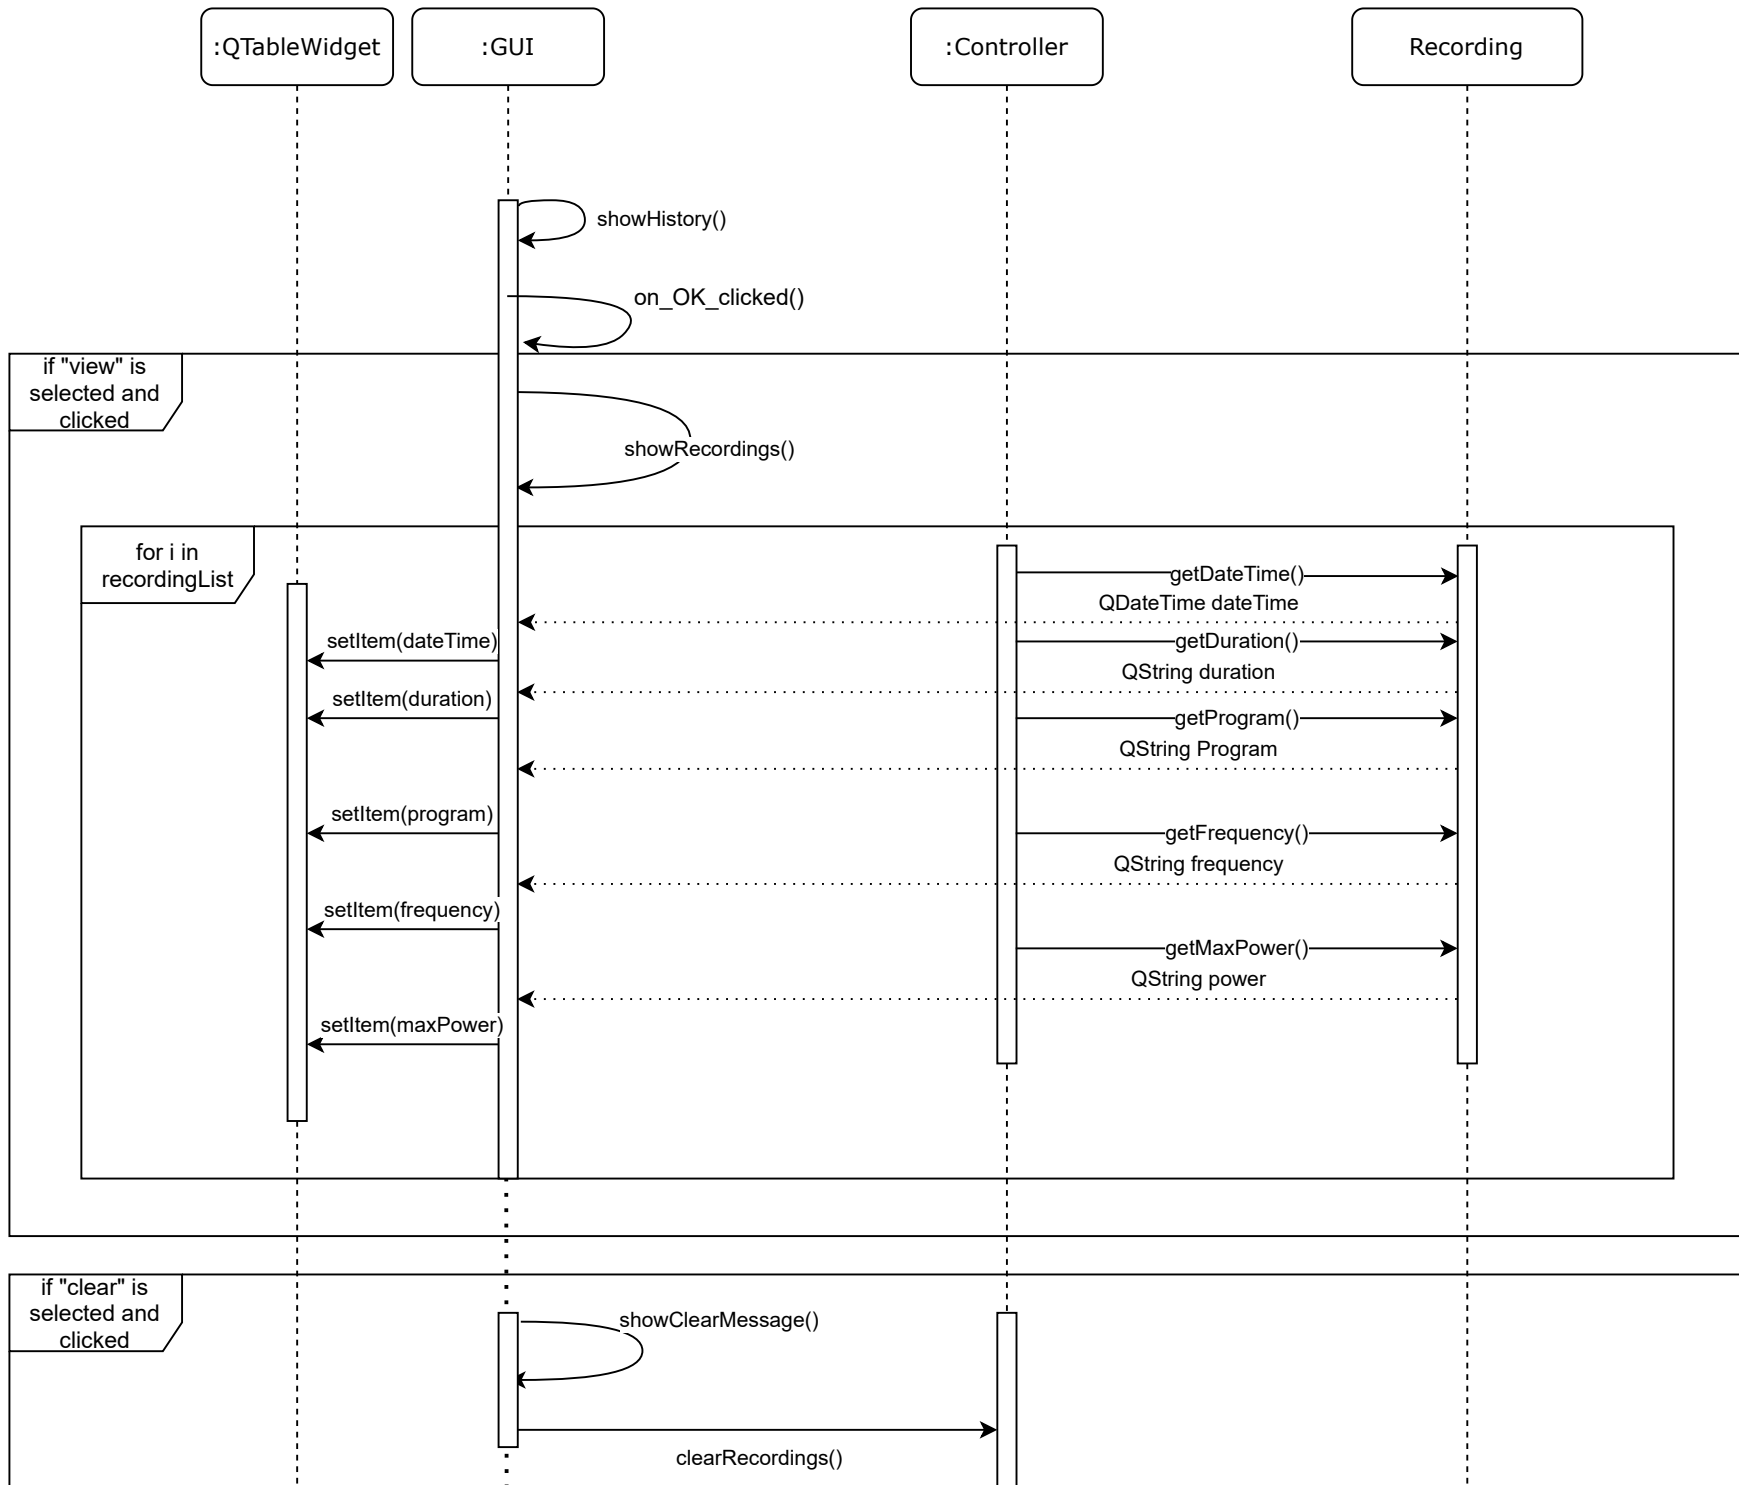 :QTableWidget
:GUI
:Controller
Recording
showHistory()
on_OK_clicked()
if "view" is
selected and
clicked
showRecordings()
for i in
recordingList
getDateTime()
QDateTime dateTime
setItem(dateTime)
getDuration()
QString duration
setItem(duration)
getProgram()
QString Program
setItem(program)
getFrequency()
QString frequency
setItem(frequency)
getMaxPower()
QString power
setItem(maxPower)
if "clear" is
selected and
clicked
showClearMessage()
clearRecordings()